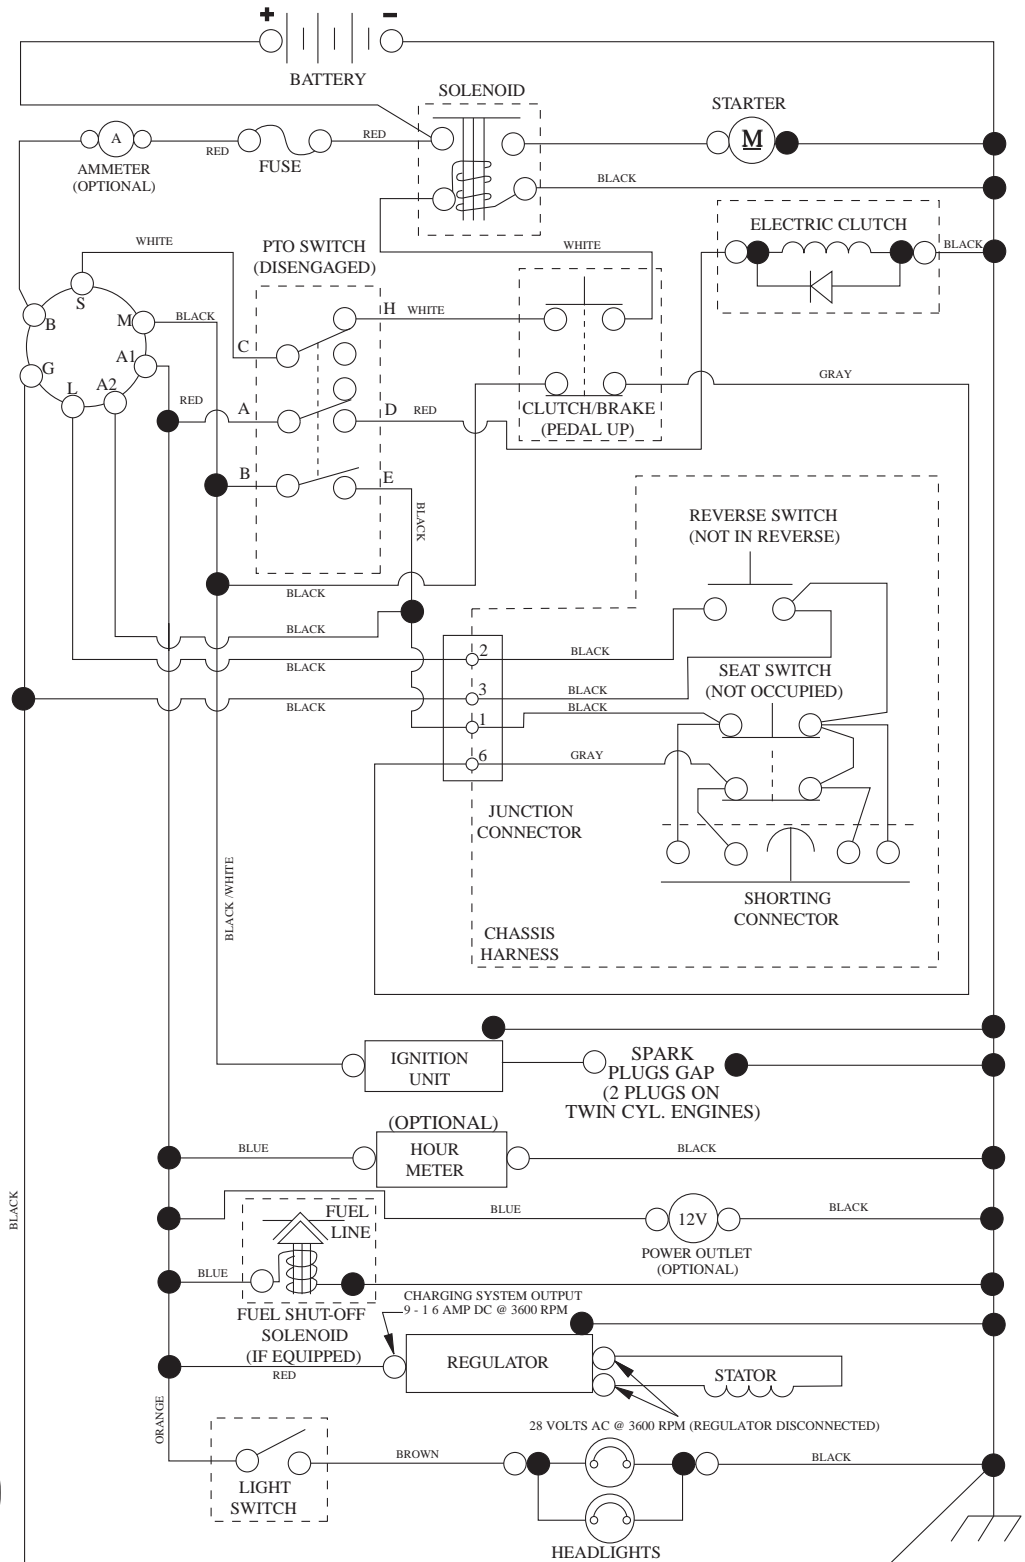 + −
BATTERY
SOLENOID
STARTER
A
RED
FUSE
RED
M
AMMETER
(OPTIONAL)
BLACK
ELECTRIC CLUTCH
WHITE
PTO SWITCH
(DISENGAGED)
WHITE
BLACK
S
B
M
BLACK
H
WHITE
C
G
A1
L
A2
RED
A
D
RED
GRAY
CLUTCH/BRAKE
(PEDAL UP)
B
E
BLACK
REVERSE SWITCH
(NOT IN REVERSE)
BLACK
BLACK
2
BLACK
BLACK
SEAT SWITCH
(NOT OCCUPIED)
3
BLACK
BLACK
BLACK
1
6
GRAY
JUNCTION
CONNECTOR
BLACK /WHITE
SHORTING
CONNECTOR
CHASSIS
HARNESS
IGNITION
UNIT
SPARK
PLUGS GAP
(2 PLUGS ON
TWIN CYL. ENGINES)
(OPTIONAL)
BLUE
HOUR
METER
BLACK
BLACK
FUEL
LINE
BLUE
12V
BLACK
POWER OUTLET
(OPTIONAL)
BLUE
CHARGING SYSTEM OUTPUT
9 - 1 6 AMP DC @ 3600 RPM
FUEL SHUT-OFF
SOLENOID
(IF EQUIPPED)
RED
REGULATOR
STATOR
ORANGE
28 VOLTS AC @ 3600 RPM (REGULATOR DISCONNECTED)
BROWN
BLACK
LIGHT
SWITCH
HEADLIGHTS